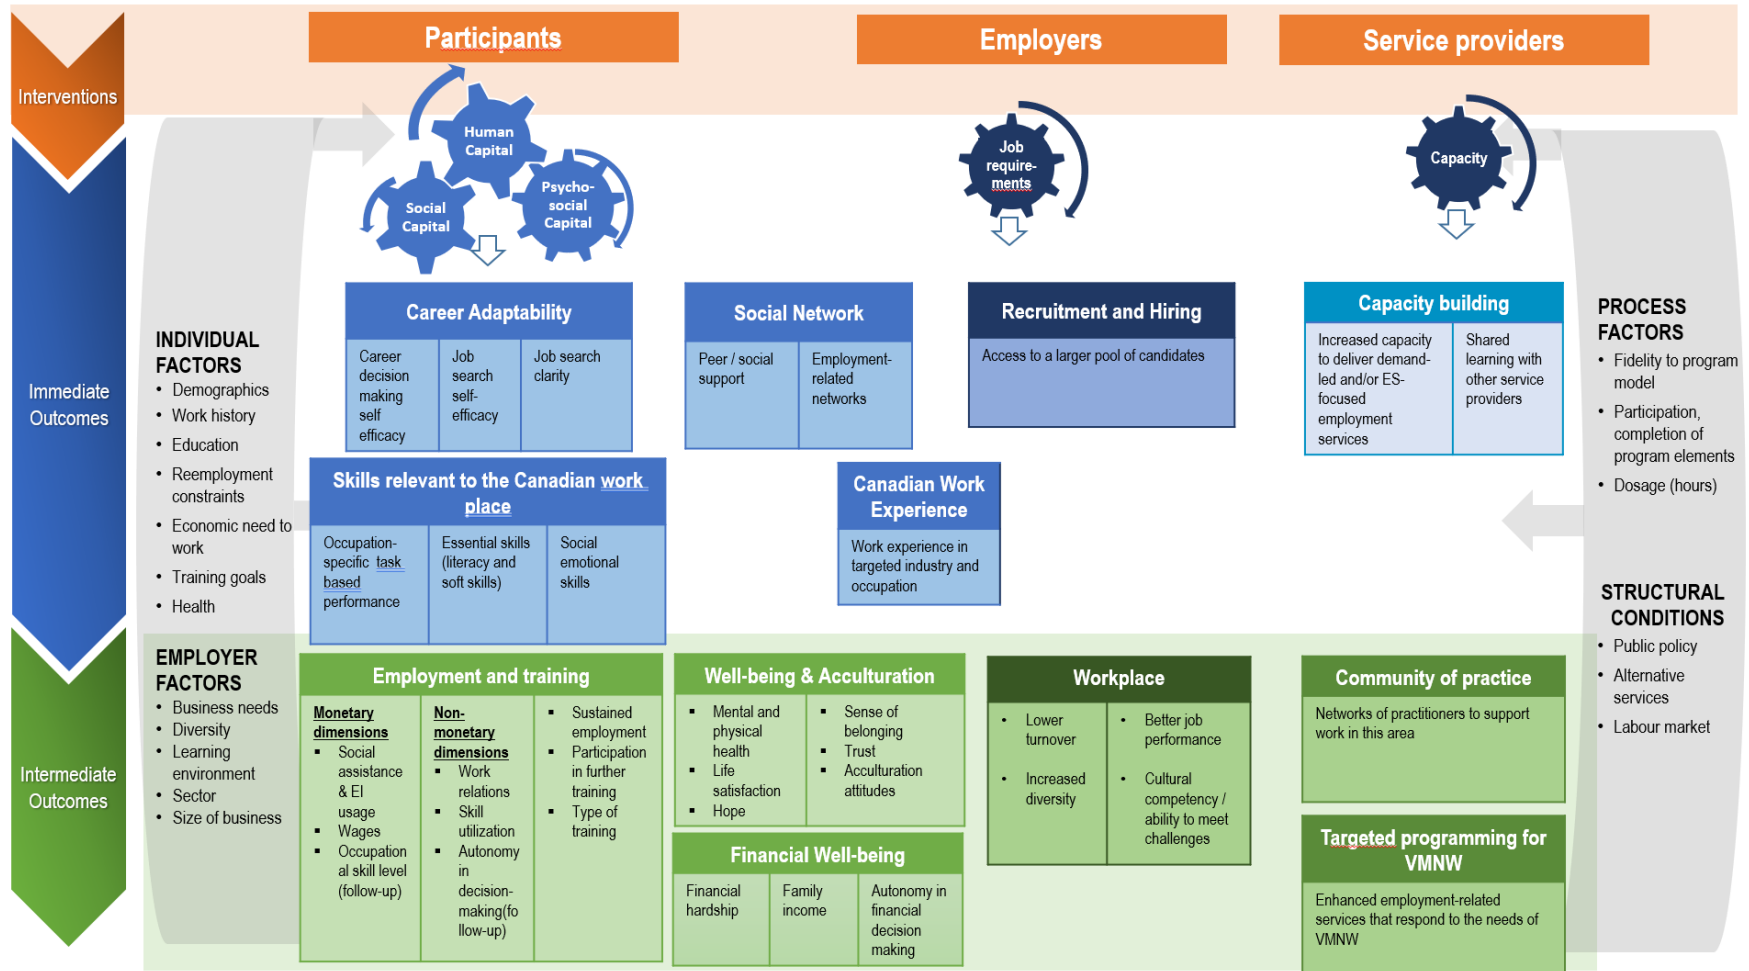 Participants
Employers
Service providers
Interventions
Human
Capital
Social
Capital
Psycho-
social
Capital
Job
require-
ments
Capacity
Immediate
Outcomes
INDIVIDUAL
FACTORS
• Demographics
• Work history
• Education
• Reemployment
constraints
• Economic need to
work
• Training goals
• Health
Career Adaptability
Career
decision
making
self
efficacy
Job
search
self-
efficacy
Job search
clarity
Social Network
Peer / social
support
Employment-
related
networks
Recruitment and Hiring
Access to a larger pool of candidates
Capacity building
Increased capacity
to deliver demand-
led and/or ES-
focused
employment
services
Shared
learning with
other service
providers
PROCESS
FACTORS
• Fidelity to program
model
• Participation,
completion of
program elements
• Dosage (hours)
Skills relevant to the Canadian work
place
Occupation-
specific task
based
performance
Essential skills
(literacy and
soft skills)
Social
emotional
skills
Canadian Work
Experience
Work experience in
targeted industry and
occupation
STRUCTURAL
CONDITIONS
• Public policy
• Alternative
services
• Labour market
Intermediate
Outcomes
EMPLOYER
FACTORS
• Business needs
• Diversity
• Learning
environment
• Sector
• Size of business
Employment and training
Monetary
dimensions
▪ Social
assistance
& EI
usage
▪ Wages
▪ Occupation
al skill level
(follow-up)
Non-
monetary
dimensions
▪ Work
relations
▪ Skill
utilization
▪ Autonomy
in
decision-
making(fo
llow-up)
▪ Sustained
employment
▪ Participation
in further
training
▪ Type of
training
Well-being & Acculturation
▪ Mental and
physical
health
▪ Life
satisfaction
▪ Hope
▪ Sense of
belonging
▪ Trust
▪ Acculturation
attitudes
Financial Well-being
Financial
hardship
Family
income
Autonomy in
financial
decision
making
Workplace
• Lower
turnover
• Increased
diversity
• Better job
performance
• Cultural
competency /
ability to meet
challenges
Community of practice
Networks of practitioners to support
work in this area
Targeted programming for
VMNW
Enhanced employment-related
services that respond to the needs of
VMNW